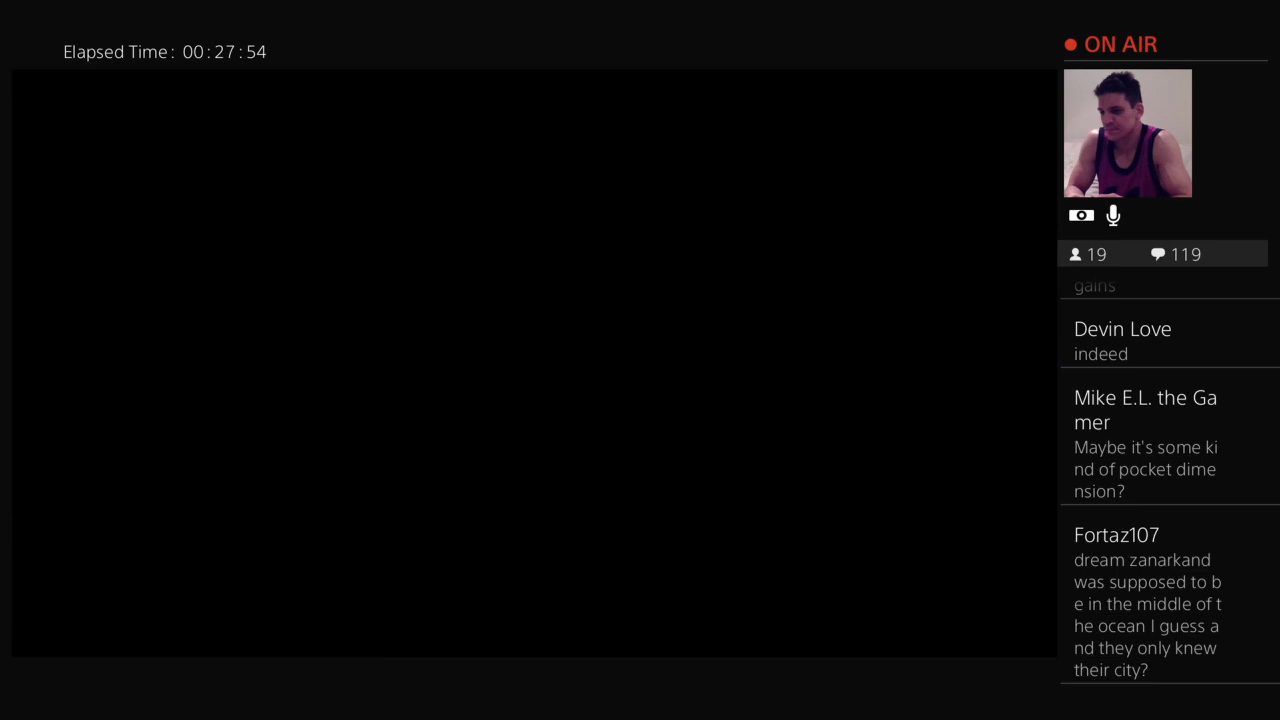 Elapsed Time: 00:27:54
ON AIR
19 119
gains
Devin Love
indeed
Mike E.L. the Ga
mer
Maybe it's some ki
nd of pocket dime
nsion?
Fortaz107
dream zanarkand
was supposed to b
e in the middle of t
he ocean I guess a
nd they only knew
their city?